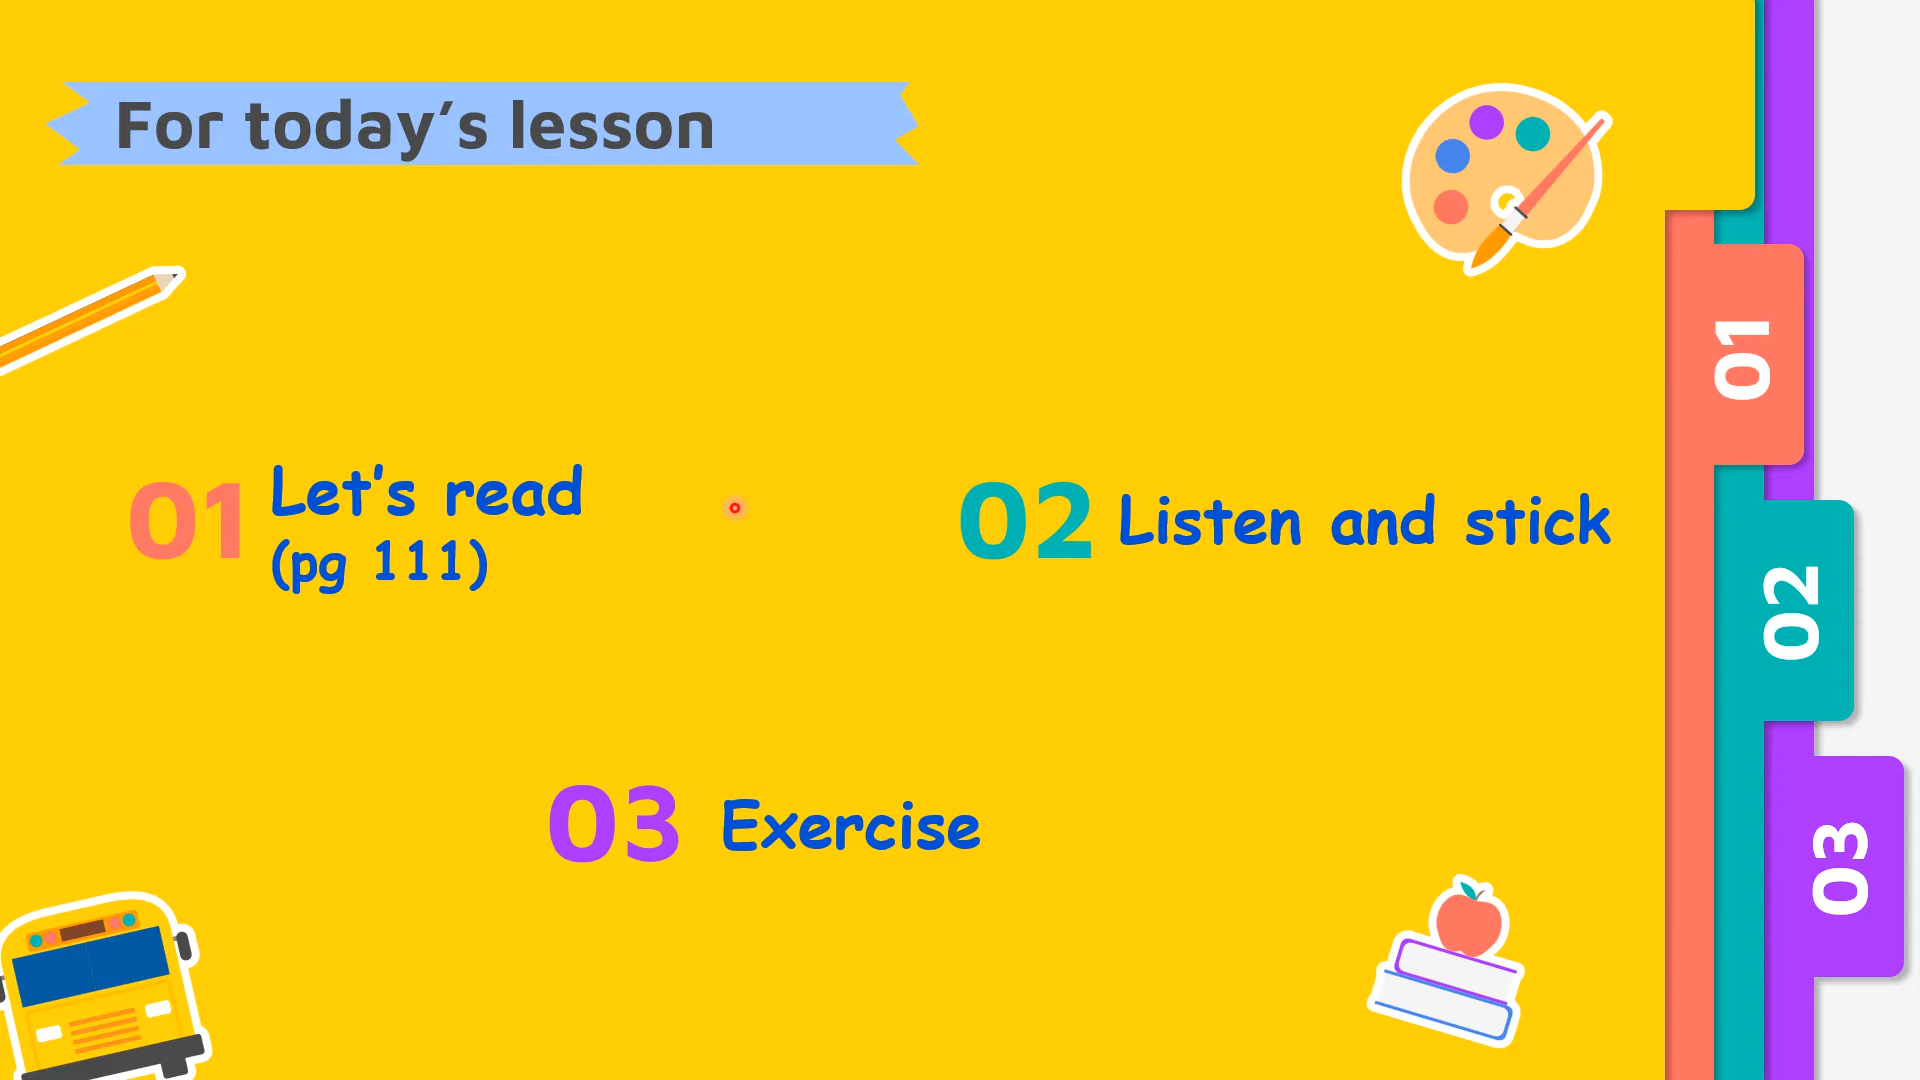 For today’s lesson
01 Let's read
(pg 111)
02 Listen and stick
03 Exercise
01
02
03